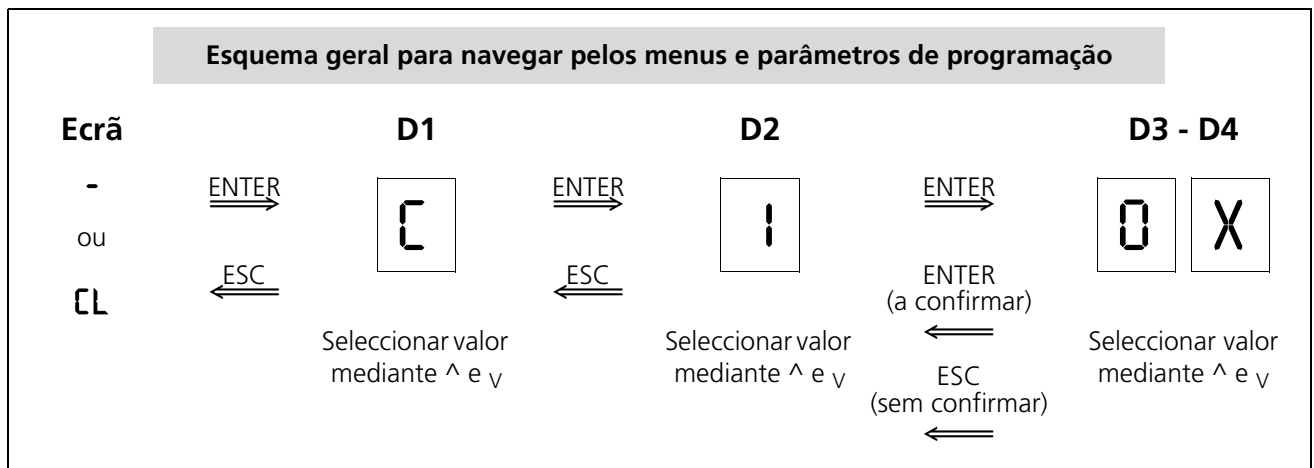 Esquema geral para navegar pelos menus e parâmetros de programação
Ecrã D1 D2 D3 - D4
-
ou
CL
ENTER
ESC
C
Seleccionar valor
mediante ^ e v
ENTER
ESC
1
Seleccionar valor
mediante ^ e v
ENTER
ENTER
(a confirmar)
ESC
(sem confirmar)
0 X
Seleccionar valor
mediante ^ e v